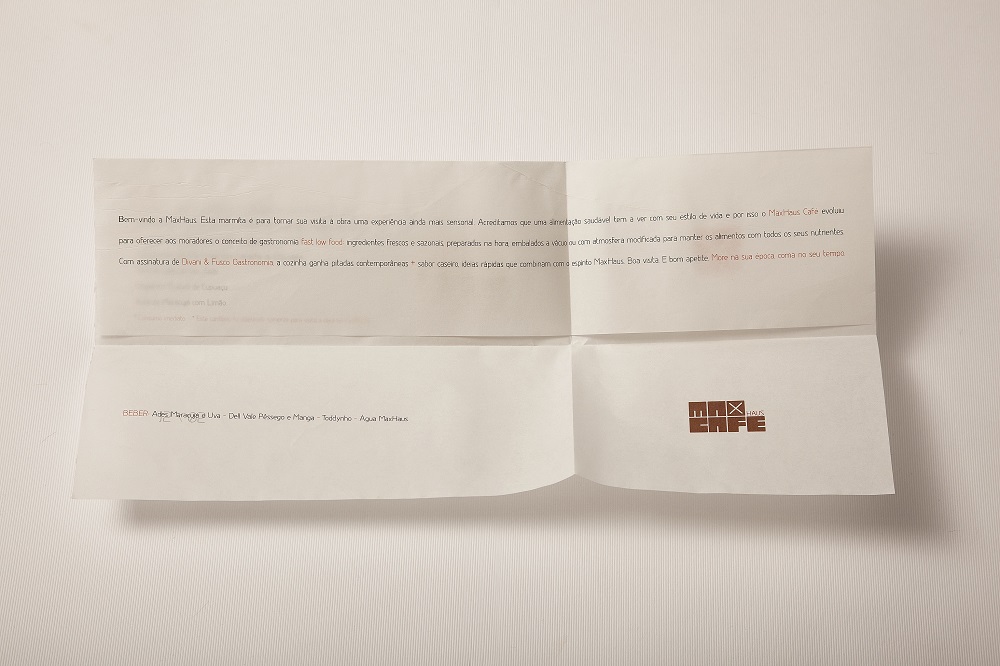 Bem-vindo a MaxHaus. Esta marmita é para tornar sua visita à obra uma experiência ainda mais sensorial. Acreditamos que uma alimentação saudável tem a ver com seu estilo de vida e por isso o MaxHaus Café evoluiu
para oferecer aos moradores o conceito de gastronomia fast low food: ingredientes frescos e sazonais, preparados na hora, embalados a vácuo ou com atmosfera modificada para manter os alimentos com todos os seus nutrientes.
Com assinatura de Diwani & Fosco Gastronomia, a cozinha ganha pitadas contemporâneas + sabor caseiro, ideias rápidas que combinam com o espírito MaxHaus. Boa visita. E bom apetite. More na sua época, coma no seu tempo.
com Limão
BEBER: Ades Maracujá e Uva - Dell Vale Pêssego e Manga - Toddynho - Água MaxHaus
MAX HAUS
CAFE